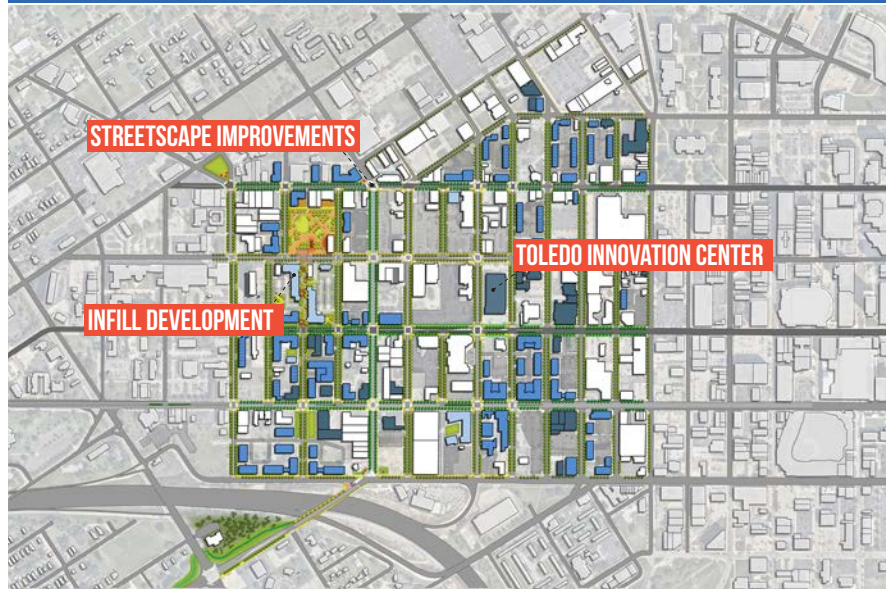 STREETSCAPE IMPROVEMENTS
TOLEDO INNOVATION CENTER
INFILL DEVELOPMENT